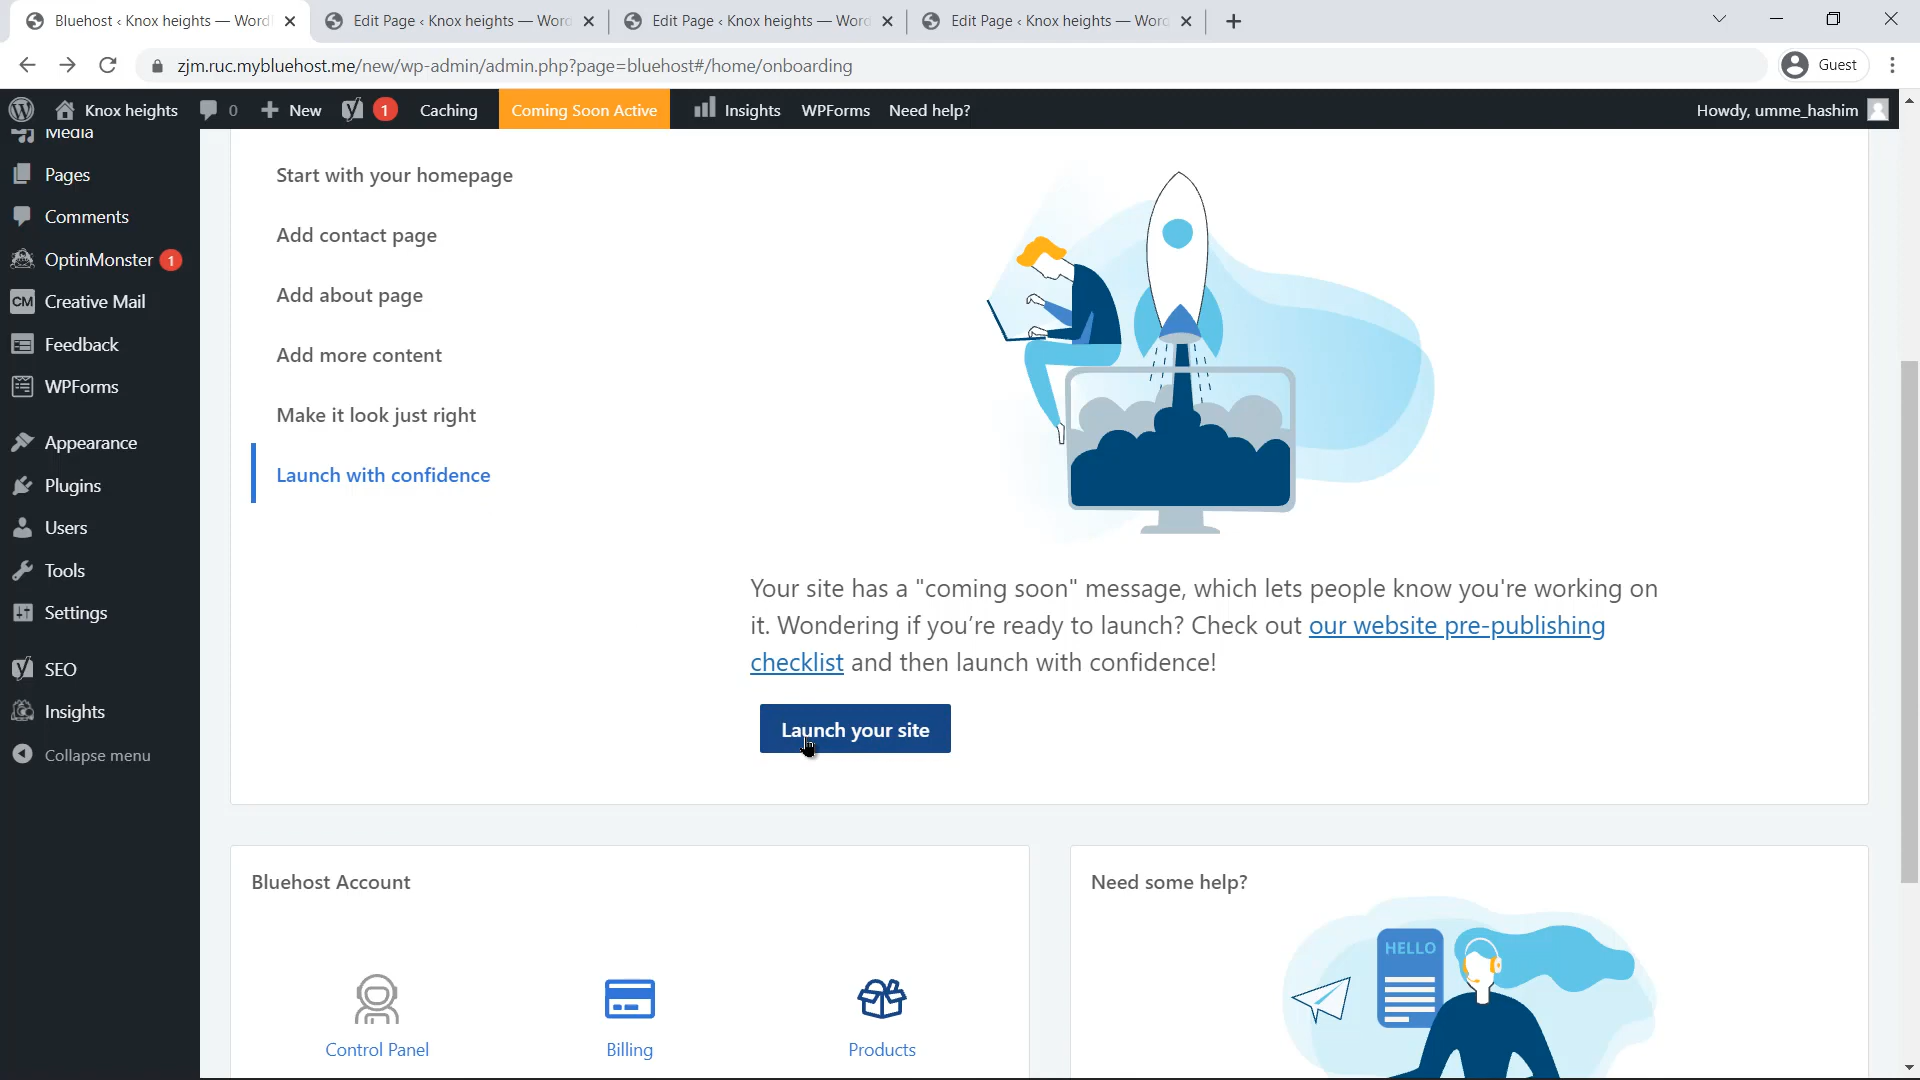 Bluehost ‹ Knox heights — Word
Edit Page ‹ Knox heights — Word
Edit Page ‹ Knox heights — Word
Edit Page ‹ Knox heights — Word
zjm.ruc.mybluehost.me/new/wp-admin/admin.php?page=bluehost#/home/onboarding
Guest
Knox heights
0
New
1
Caching
Coming Soon Active
Insights
WPForms
Need help?
Howdy, umme_hashim
Media
Pages
Comments
OptinMonster 1
CM Creative Mail
Feedback
WPForms
Appearance
Plugins
Users
Tools
Settings
SEO
Insights
Collapse menu
Start with your homepage
Add contact page
Add about page
Add more content
Make it look just right
Launch with confidence
Your site has a "coming soon" message, which lets people know you're working on
it. Wondering if you’re ready to launch? Check out our website pre-publishing
checklist and then launch with confidence!
Launch your site
Bluehost Account
Control Panel
Billing
Products
Need some help?
HELLO